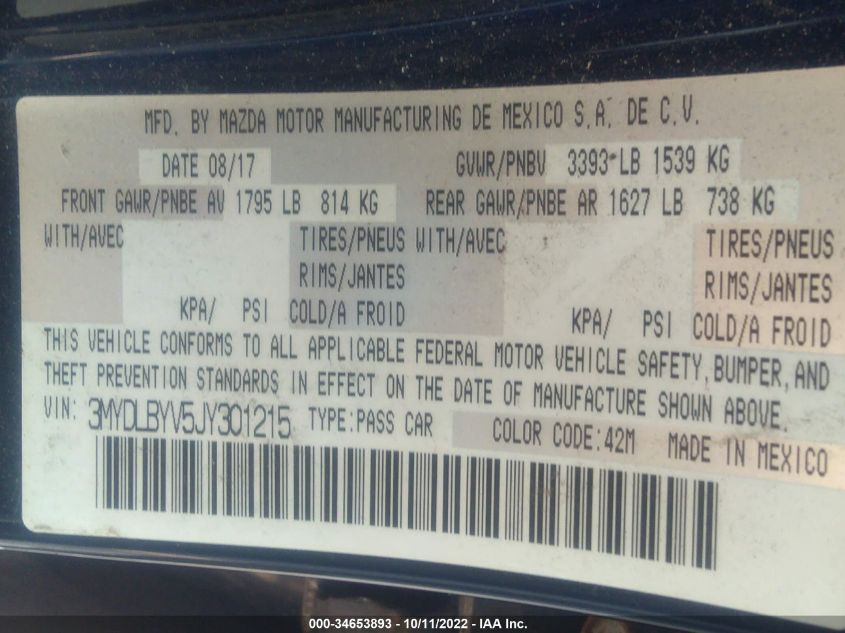 MFD. BY MAZDA MOTOR MANUFACTURING DE MEXICO S.A. DE C.V.
DATE 08/17 GVWR/PNBV 3393 LB 1539 KG
FRONT GAWR/PNBE AV 1795 LB 814 KG REAR GAWR/PNBE AR 1627 LB 738 KG
WITH/AVEC TIRES/PNEUS WITH/AVEC TIRES/PNEUS
RIMS/JANTES RIMS/JANTES
KPA/ PSI COLD/A FROID KPA/ PSI COLD/A FROID
THIS VEHICLE CONFORMS TO ALL APPLICABLE FEDERAL MOTOR VEHICLE SAFETY, BUMPER, AND
THEFT PREVENTION STANDARDS IN EFFECT ON THE DATE OF MANUFACTURE SHOWN ABOVE.
VIN: 3MYDLBYV5JY301215 TYPE:PASS CAR COLOR CODE:42M MADE IN MEXICO
000-34653893 - 10/11/2022 - IAA Inc.